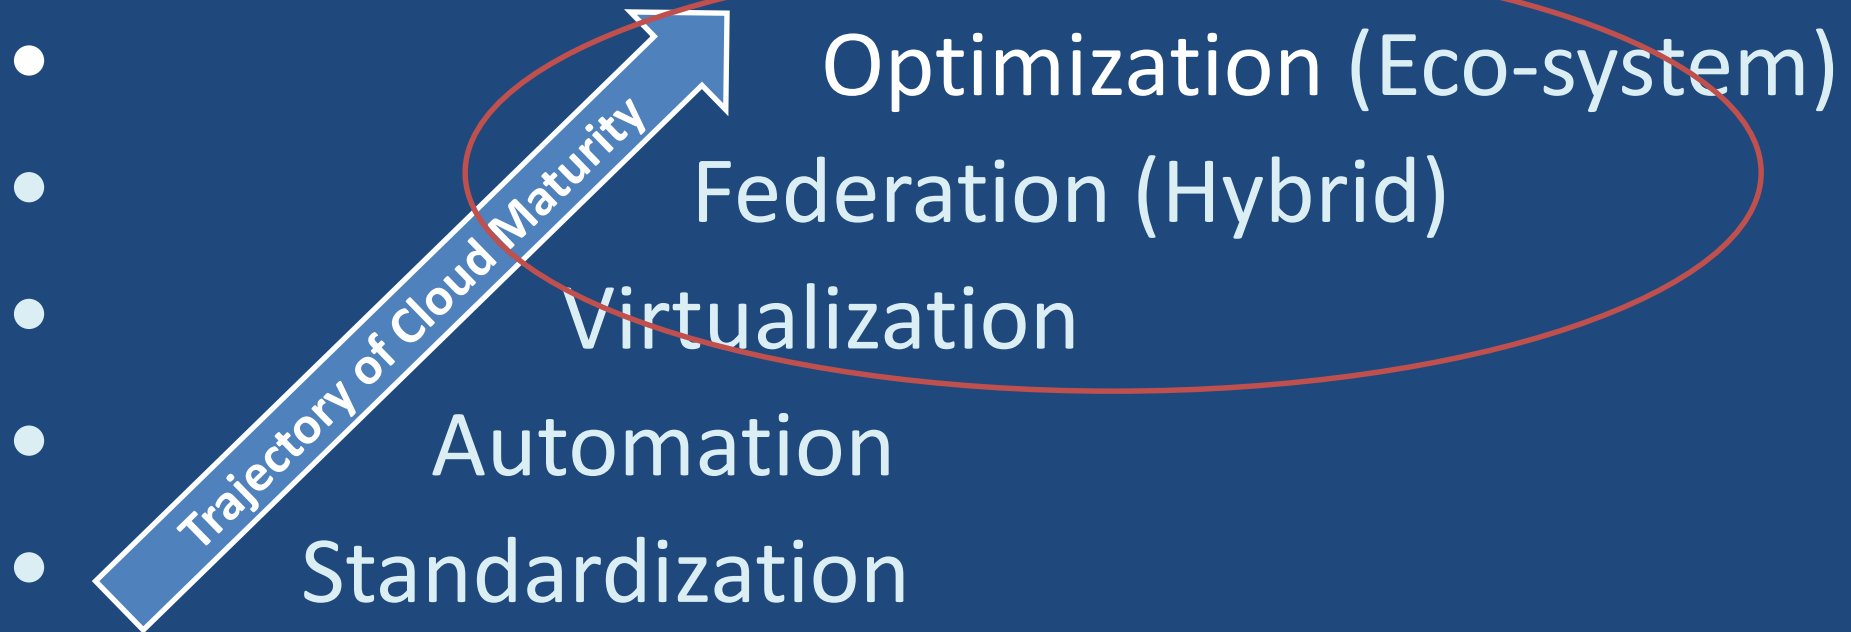 • Optimization (Eco-system)
• Federation (Hybrid)
• Virtualization
• Automation
• Standardization
Trajectory of Cloud Maturity